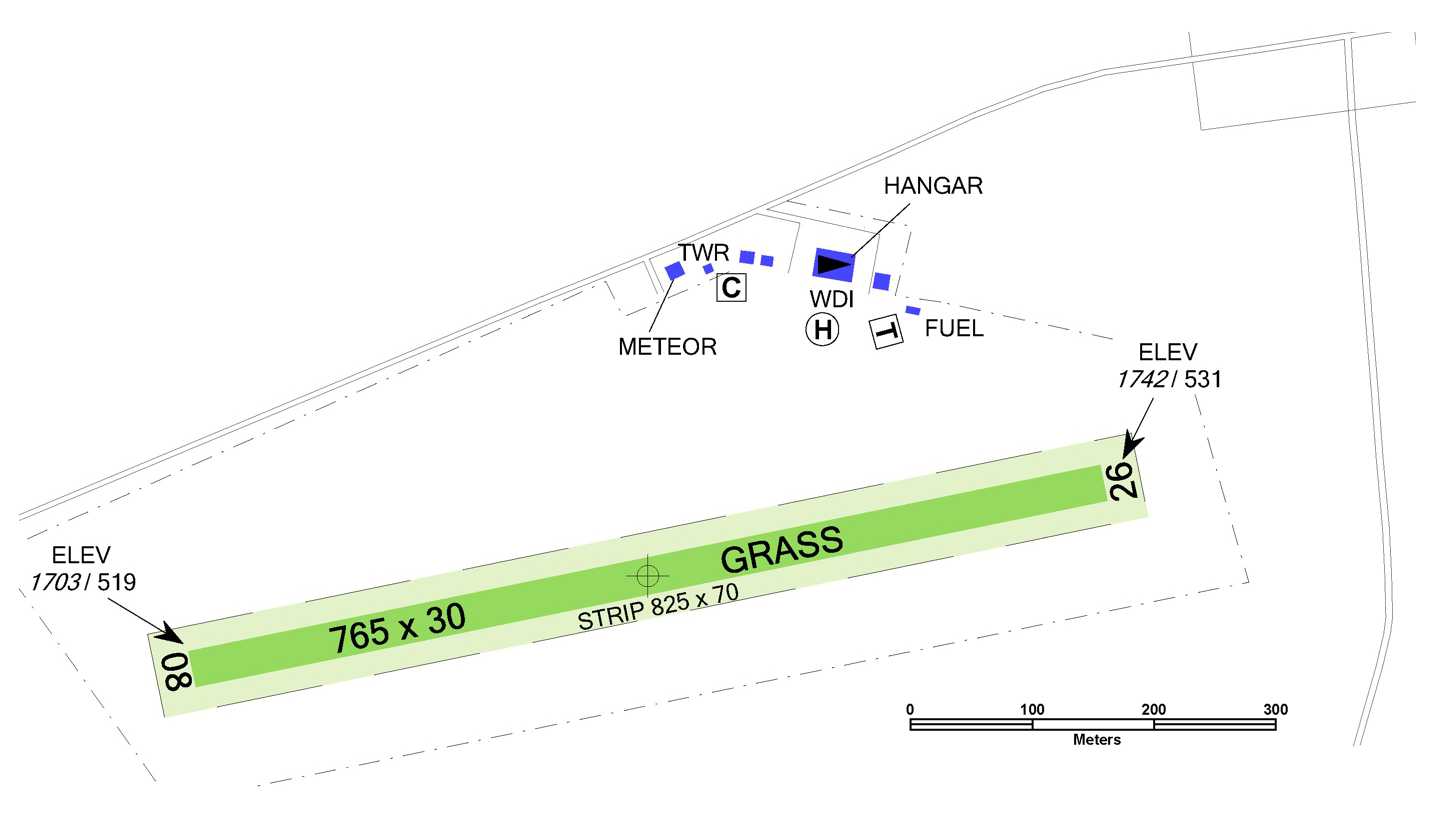 HANGAR
TWR
C
WDI
H
T
FUEL
METEOR
ELEV
1742 / 531
26
GRASS
ELEV
1703 / 519
765 x 30
STRIP 825 x 70
08
0 100 200 300
Meters